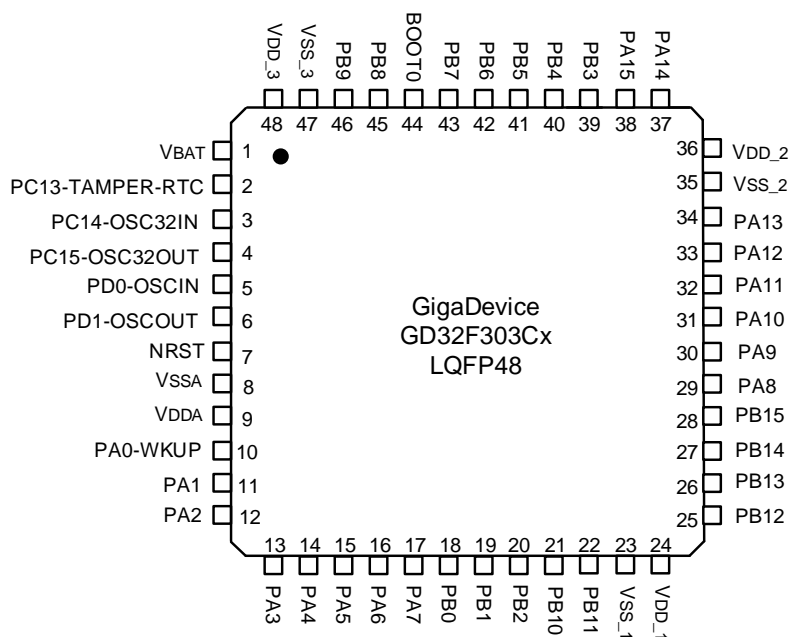 VDD_3
VSS_3
PB9
PB8
BOOT0
PB7
PB6
PB5
PB4
PB3
PA15
PA14
48 47 46 45 44 43 42 41 40 39 38 37
VBAT 1
PC13-TAMPER-RTC 2
PC14-OSC32IN 3
PC15-OSC32OUT 4
PD0-OSCIN 5
PD1-OSCOUT 6
NRST 7
VSSA 8
VDDA 9
PA0-WKUP 10
PA1 11
PA2 12
GigaDevice
GD32F303Cx
LQFP48
36 VDD_2
35 VSS_2
34 PA13
33 PA12
32 PA11
31 PA10
30 PA9
29 PA8
28 PB15
27 PB14
26 PB13
25 PB12
13 14 15 16 17 18 19 20 21 22 23 24
PA3
PA4
PA5
PA6
PA7
PB0
PB1
PB2
PB10
PB11
VSS_1
VDD_1